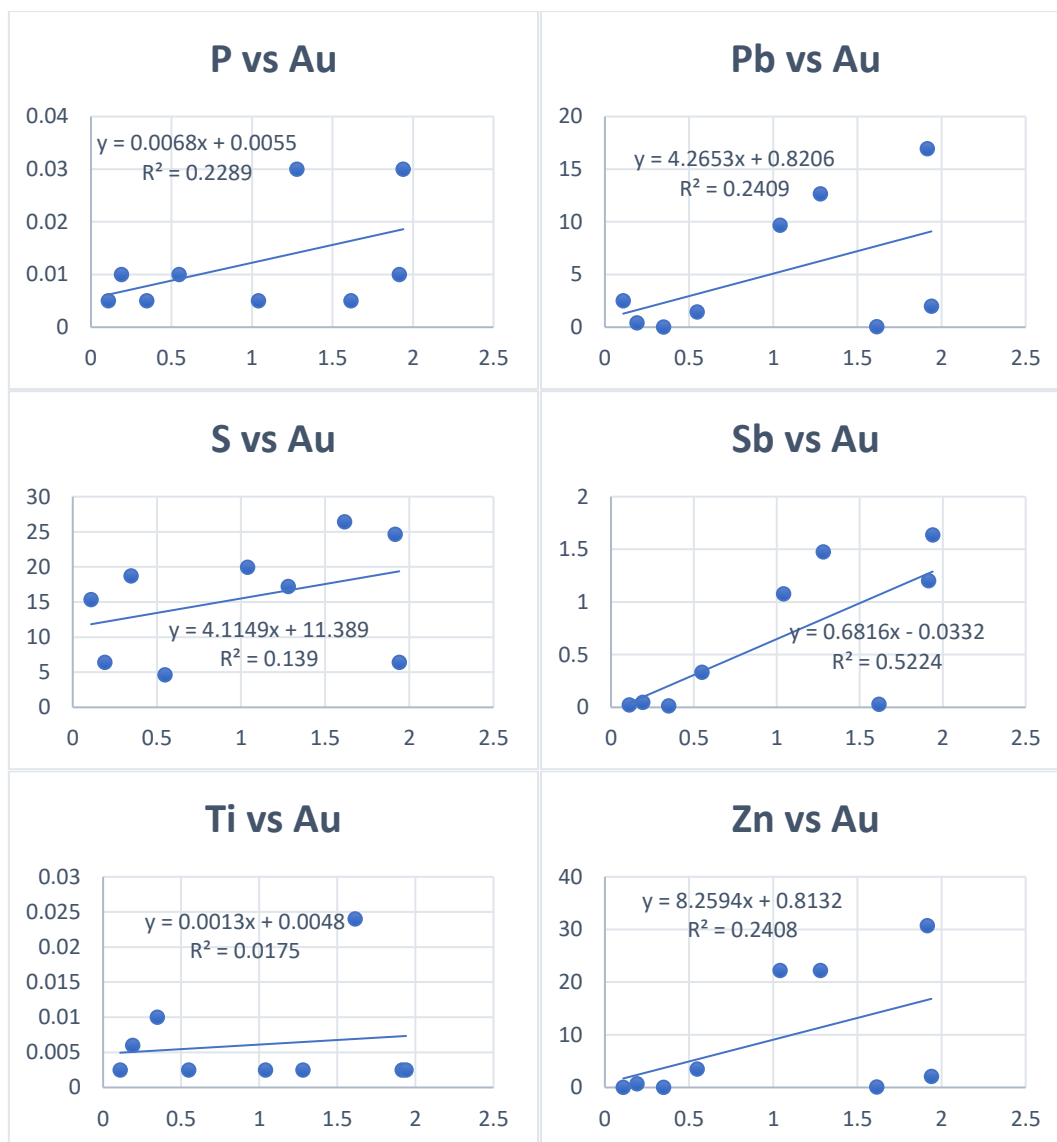 P vs Au
0.04
y = 0.0068x + 0.0055
R² = 0.2289
0.03
0.02
0.01
0
0 0.5 1 1.5 2 2.5
Pb vs Au
20
y = 4.2653x + 0.8206
R² = 0.2409
15
10
5
0
0 0.5 1 1.5 2 2.5
S vs Au
30
25
20
15
y = 4.1149x + 11.389
R² = 0.139
10
5
0
0 0.5 1 1.5 2 2.5
Sb vs Au
2
1.5
1
y = 0.6816x - 0.0332
R² = 0.5224
0.5
0
0 0.5 1 1.5 2 2.5
Ti vs Au
0.03
0.025
y = 0.0013x + 0.0048
R² = 0.0175
0.02
0.015
0.01
0.005
0
0 0.5 1 1.5 2 2.5
Zn vs Au
40
y = 8.2594x + 0.8132
R² = 0.2408
30
20
10
0
0 0.5 1 1.5 2 2.5